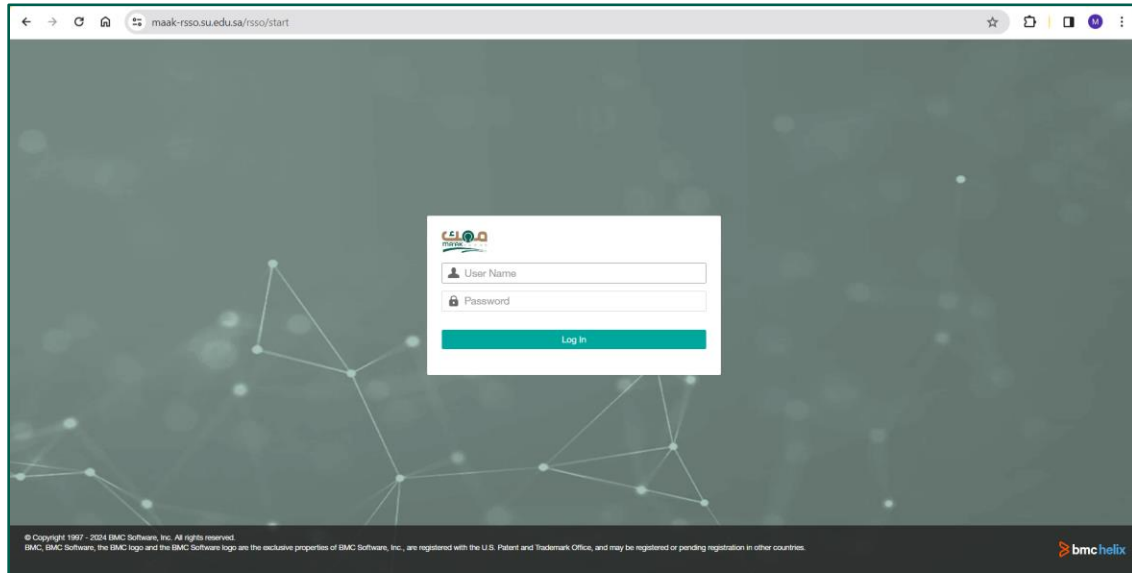 maak-rsso.su.edu.sa/rsso/start
M
معك
MAAK
User Name
Password
Log In
© Copyright 1997 - 2024 BMC Software, Inc. All rights reserved.
BMC, BMC Software, the BMC logo and the BMC Software logo are the exclusive properties of BMC Software, Inc., are registered with the U.S. Patent and Trademark Office, and may be registered or pending registration in other countries.
bmchelix